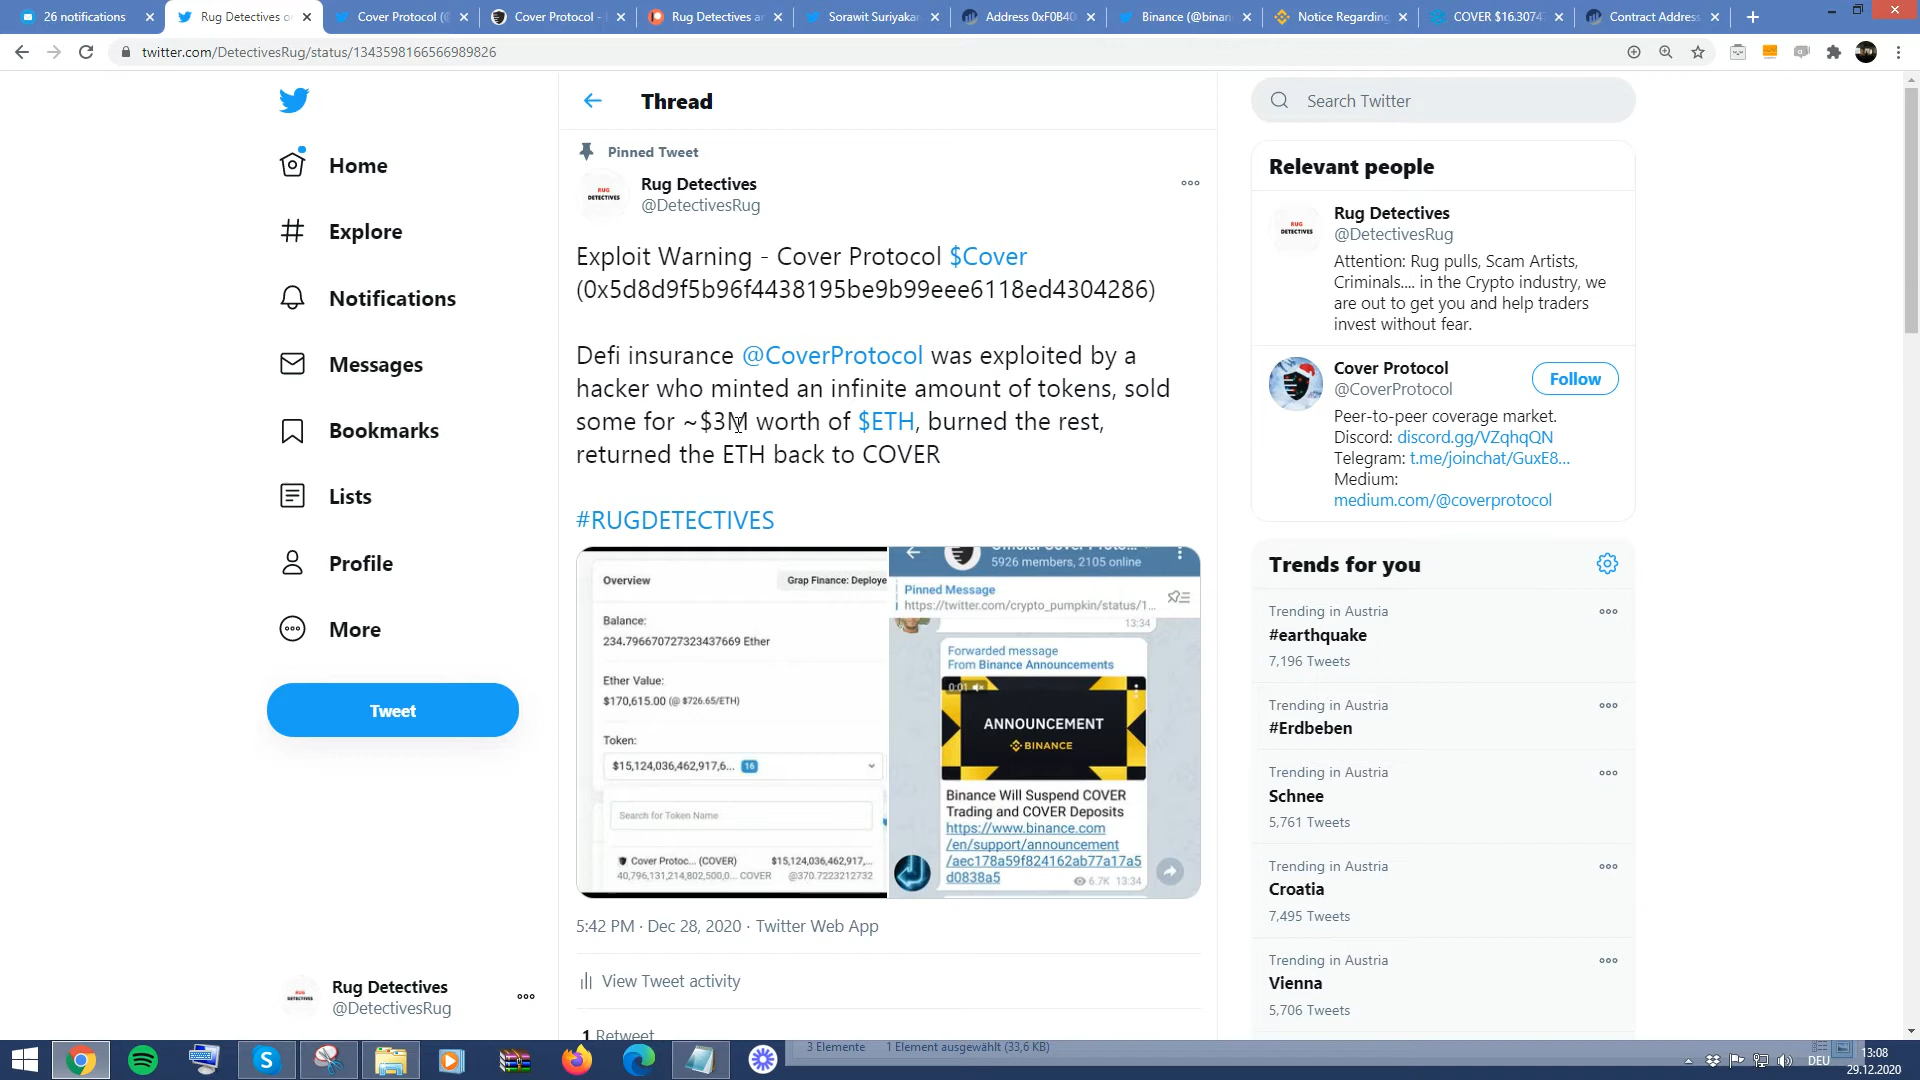 26 notifications
Rug Detectives o
Cover Protocol (
Cover Protocol -
Rug Detectives a
Sorawit Suriyaka
Address 0xF0B40
Binance (@binan
Notice Regarding
COVER $16.3074
Contract Address
twitter.com/DetectivesRug/status/1343598166566989826
Home
Explore
Notifications
Messages
Bookmarks
Lists
Profile
More
Tweet
Rug Detectives
@DetectivesRug
Thread
Pinned Tweet
RUG
DETECTIVES
Rug Detectives
@DetectivesRug
Exploit Warning - Cover Protocol $Cover
(0x5d8d9f5b96f4438195be9b99eee6118ed4304286)
Defi insurance @CoverProtocol was exploited by a
hacker who minted an infinite amount of tokens, sold
some for ~$3M worth of $ETH, burned the rest,
returned the ETH back to COVER
#RUGDETECTIVES
Overview
Grap Finance: Deploye
Balance:
234.796670727323437669 Ether
Ether Value:
$170,615.00 (@ $726.65/ETH)
Token:
$15,124,036,462,917,6... 16
Search for Token Name
Cover Protoc... (COVER) $15,124,036,462,917,...
40,796,131,214,802,500,0... COVER @370.7223212732
5926 members, 2105 online
Pinned Message
https://twitter.com/crypto_pumpkin/status/1...
13:34
Forwarded message
From Binance Announcements
0:01
ANNOUNCEMENT
BINANCE
Binance Will Suspend COVER
Trading and COVER Deposits
https://www.binance.com
/en/support/announcement
/aec178a59f824162ab77a17a5
d0838a5
6.7K 13:34
5:42 PM · Dec 28, 2020 · Twitter Web App
View Tweet activity
1 Retweet
Search Twitter
Relevant people
RUG
DETECTIVES
Rug Detectives
@DetectivesRug
Attention: Rug pulls, Scam Artists,
Criminals.... in the Crypto industry, we
are out to get you and help traders
invest without fear.
Cover Protocol
@CoverProtocol
Follow
Peer-to-peer coverage market.
Discord: discord.gg/VZqhqQN
Telegram: t.me/joinchat/GuxE8...
Medium:
medium.com/@coverprotocol
Trends for you
Trending in Austria
#earthquake
7,196 Tweets
Trending in Austria
#Erdbeben
Trending in Austria
Schnee
5,761 Tweets
Trending in Austria
Croatia
7,495 Tweets
Trending in Austria
Vienna
5,706 Tweets
3 Elemente 1 Element ausgewählt (33,6 KB)
DEU
13:08
29.12.2020